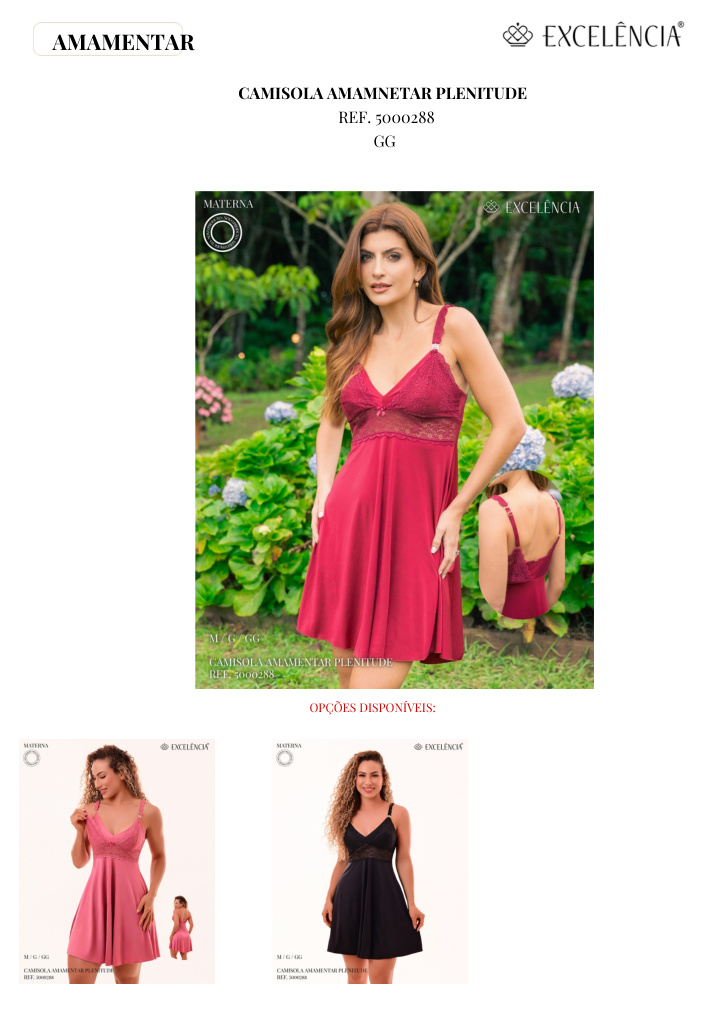 AMAMENTAR
EXCELÊNCIA®
CAMISOLA AMAMNETAR PLENITUDE
REF. 5000288
GG
MATERNA
EXCELÊNCIA
M / G / GG
CAMISOLA AMAMENTAR PLENITUDE
REF. 5000288
OPÇÕES DISPONÍVEIS:
MATERNA
EXCELÊNCIA
M / G / GG
CAMISOLA AMAMENTAR PLENITUDE
REF. 5000288
MATERNA
EXCELÊNCIA
M / G / GG
CAMISOLA AMAMENTAR PLENITUDE
REF. 5000288